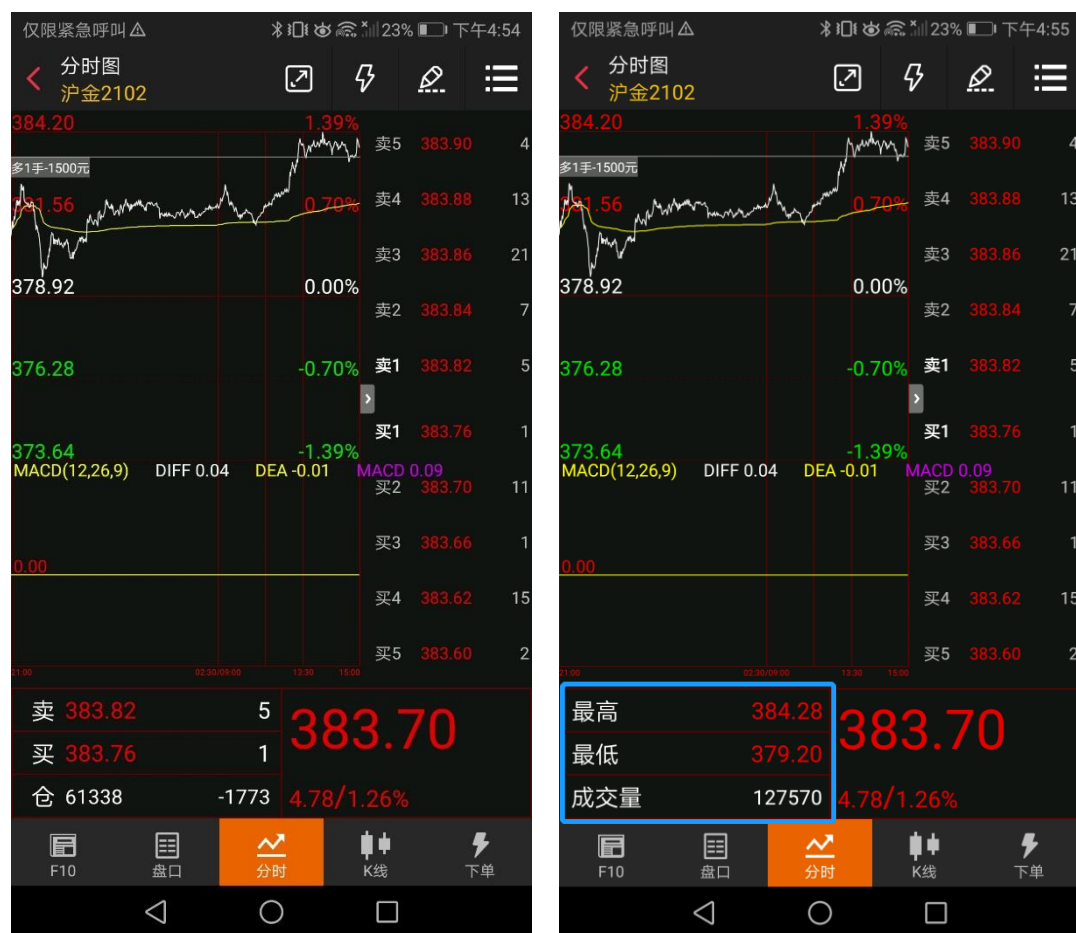 仅限紧急呼叫
23%
下午4:54
分时图
沪金2102
384.20 1.39%
多1手-1500元
381.56 0.70%
378.92 0.00%
376.28 -0.70%
373.64 -1.39%
MACD(12,26,9) DIFF 0.04 DEA -0.01 MACD 0.09
0.00
21:00 02:30/09:00 13:30 15:00
卖5 383.90 4
卖4 383.88 13
卖3 383.86 21
卖2 383.84 7
卖1 383.82 5
买1 383.76 1
买2 383.70 11
买3 383.66 1
买4 383.62 15
买5 383.60 2
卖 383.82 5
买 383.76 1
仓 61338 -1773
383.70
4.78/1.26%
F10 盘口 分时 K线 下单
仅限紧急呼叫
23%
下午4:55
分时图
沪金2102
384.20 1.39%
多1手-1500元
381.56 0.70%
378.92 0.00%
376.28 -0.70%
373.64 -1.39%
MACD(12,26,9) DIFF 0.04 DEA -0.01 MACD 0.09
0.00
21:00 02:30/09:00 13:30 15:00
卖5 383.90 4
卖4 383.88 13
卖3 383.86 21
卖2 383.84 7
卖1 383.82 5
买1 383.76 1
买2 383.70 11
买3 383.66 1
买4 383.62 15
买5 383.60 2
最高 384.28
最低 379.20
成交量 127570
383.70
4.78/1.26%
F10 盘口 分时 K线 下单